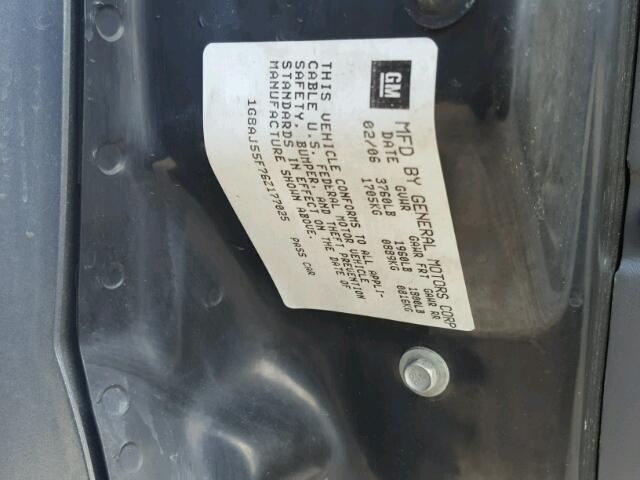 GM
MFD BY GENERAL MOTORS CORP
DATE GVWR GAWR FRT GAWR RR
02/06 3760LB 1960LB 1800LB
1705KG 0889KG 0816KG
THIS VEHICLE CONFORMS TO ALL APPLI-
CABLE U.S. FEDERAL MOTOR VEHICLE
SAFETY, BUMPER, AND THEFT PREVENTION
STANDARDS IN EFFECT ON THE DATE OF
MANUFACTURE SHOWN ABOVE.
1G8AJ55F76Z177025 PASS CAR